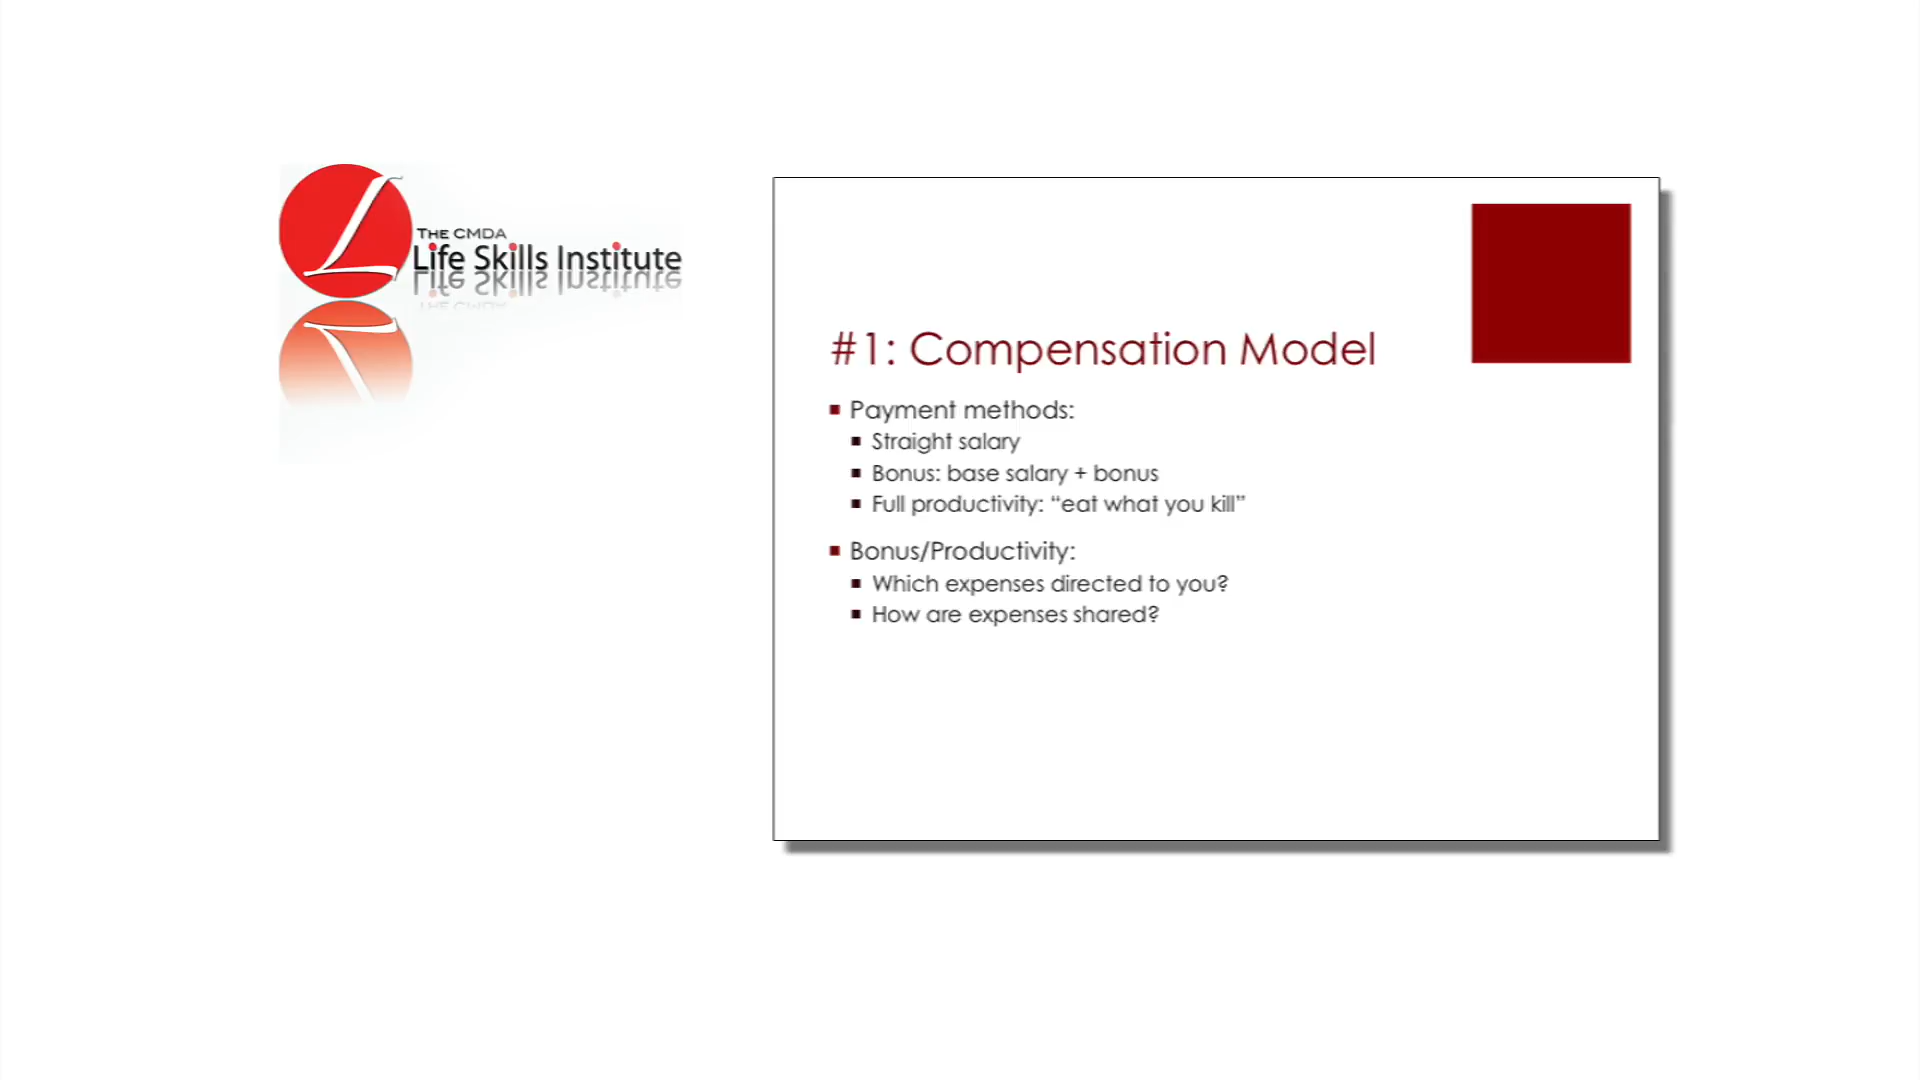 L
THE CMDA
Life Skills Institute
#1: Compensation Model
▪ Payment methods:
▪ Straight salary
▪ Bonus: base salary + bonus
▪ Full productivity: “eat what you kill”
▪ Bonus/Productivity:
▪ Which expenses directed to you?
▪ How are expenses shared?